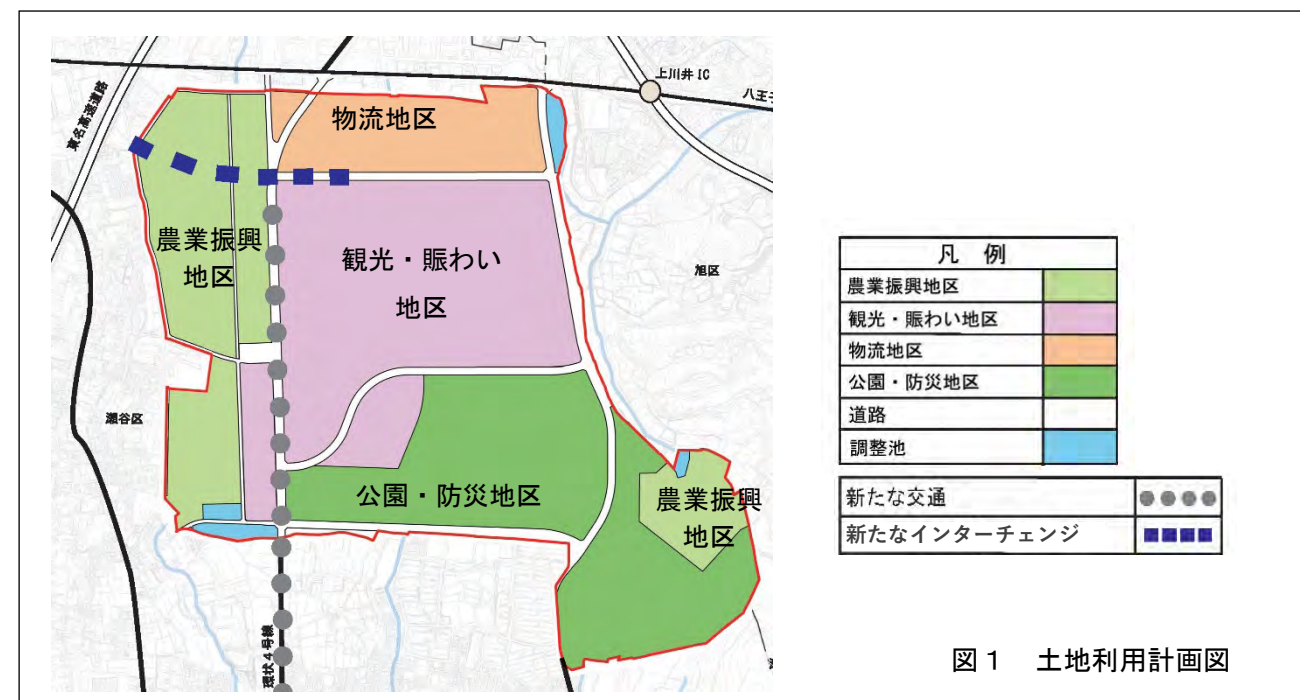 上川井 IC
八王子
東名高速道路
物流地区
農業振興
地区
観光・賑わい
地区
旭区
瀬谷区
公園・防災地区
農業振興
地区
環状4号線
凡 例
農業振興地区
観光・賑わい地区
物流地区
公園・防災地区
道路
調整池
新たな交通
新たなインターチェンジ
図1 土地利用計画図